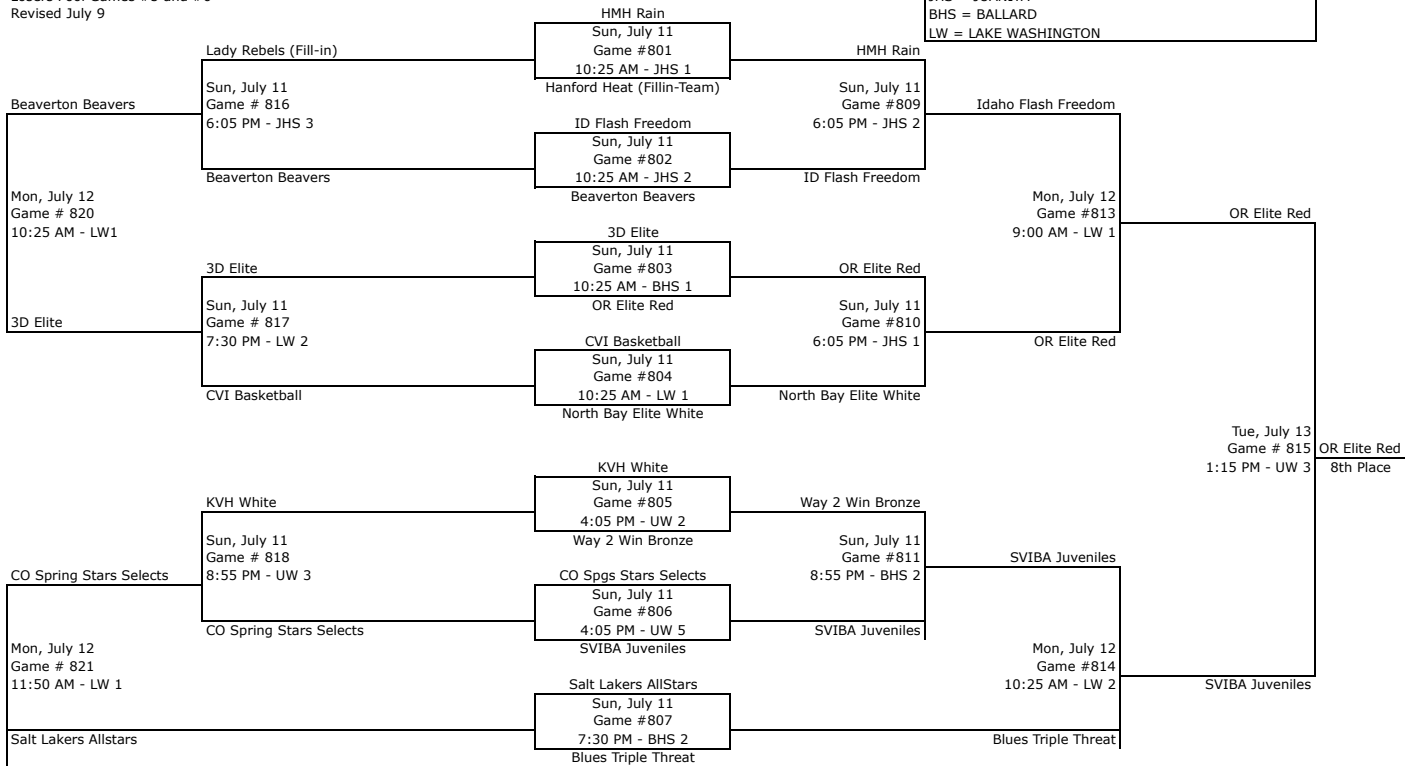 Revised July 9
BHS = BALLARD
LW = LAKE WASHINGTON
HMH Rain
Sun, July 11
Game #801
10:25 AM - JHS 1
Hanford Heat (Fillin-Team)
Lady Rebels (Fill-in)
Sun, July 11
Game # 816
6:05 PM - JHS 3
Beaverton Beavers
HMH Rain
Sun, July 11
Game #809
6:05 PM - JHS 2
ID Flash Freedom
Beaverton Beavers
Idaho Flash Freedom
ID Flash Freedom
Sun, July 11
Game #802
10:25 AM - JHS 2
Beaverton Beavers
Mon, July 12
Game # 820
10:25 AM - LW1
3D Elite
Mon, July 12
Game #813
9:00 AM - LW 1
OR Elite Red
OR Elite Red
3D Elite
Sun, July 11
Game #803
10:25 AM - BHS 1
OR Elite Red
3D Elite
Sun, July 11
Game # 817
7:30 PM - LW 2
CVI Basketball
OR Elite Red
Sun, July 11
Game #810
6:05 PM - JHS 1
North Bay Elite White
CVI Basketball
Sun, July 11
Game #804
10:25 AM - LW 1
North Bay Elite White
Tue, July 13
Game # 815
1:15 PM - UW 3
OR Elite Red
8th Place
KVH White
Sun, July 11
Game #805
4:05 PM - UW 2
Way 2 Win Bronze
KVH White
Sun, July 11
Game # 818
8:55 PM - UW 3
CO Spring Stars Selects
Way 2 Win Bronze
Sun, July 11
Game #811
8:55 PM - BHS 2
SVIBA Juveniles
CO Spring Stars Selects
SVIBA Juveniles
CO Spgs Stars Selects
Sun, July 11
Game #806
4:05 PM - UW 5
SVIBA Juveniles
Mon, July 12
Game # 821
11:50 AM - LW 1
Salt Lakers Allstars
Mon, July 12
Game #814
10:25 AM - LW 2
SVIBA Juveniles
Salt Lakers AllStars
Sun, July 11
Game #807
7:30 PM - BHS 2
Blues Triple Threat
Blues Triple Threat